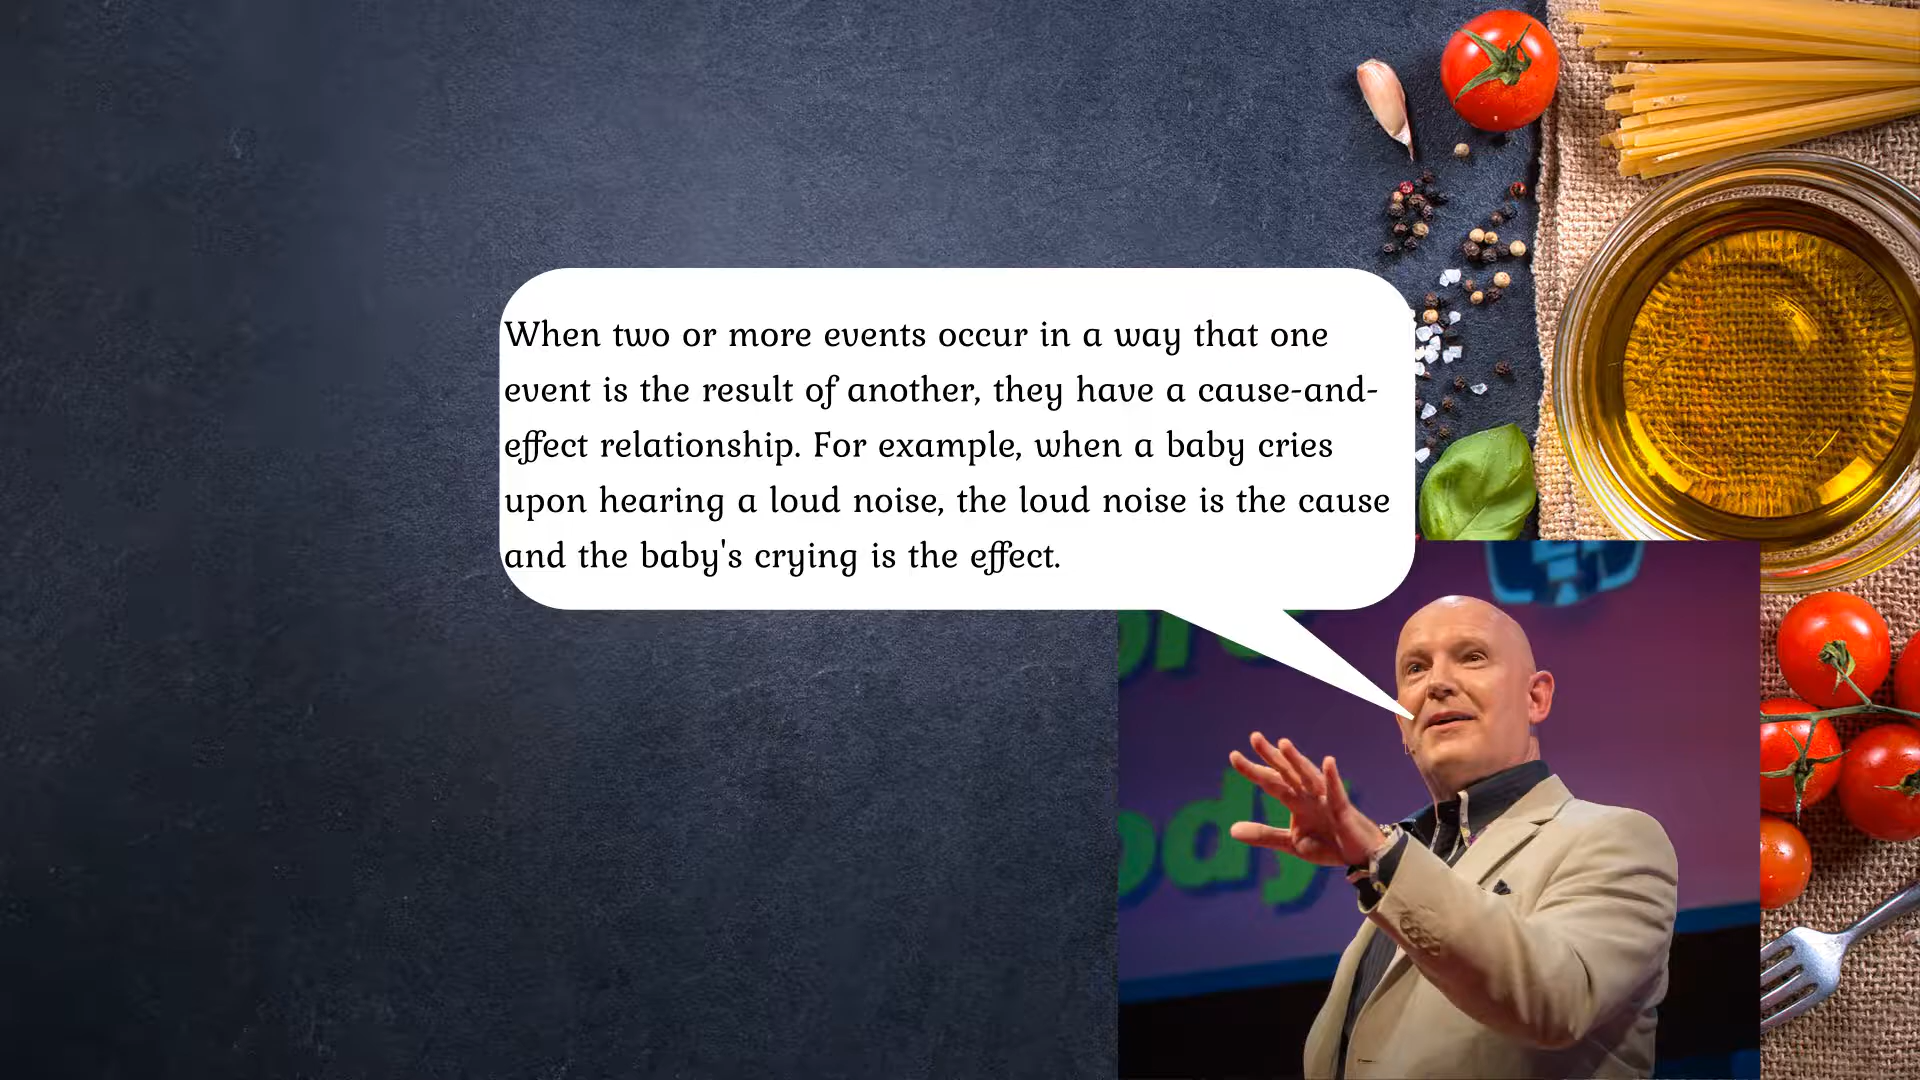 When two or more events occur in a way that one
event is the result of another, they have a cause-and-
effect relationship. For example, when a baby cries
upon hearing a loud noise, the loud noise is the cause
and the baby's crying is the effect.